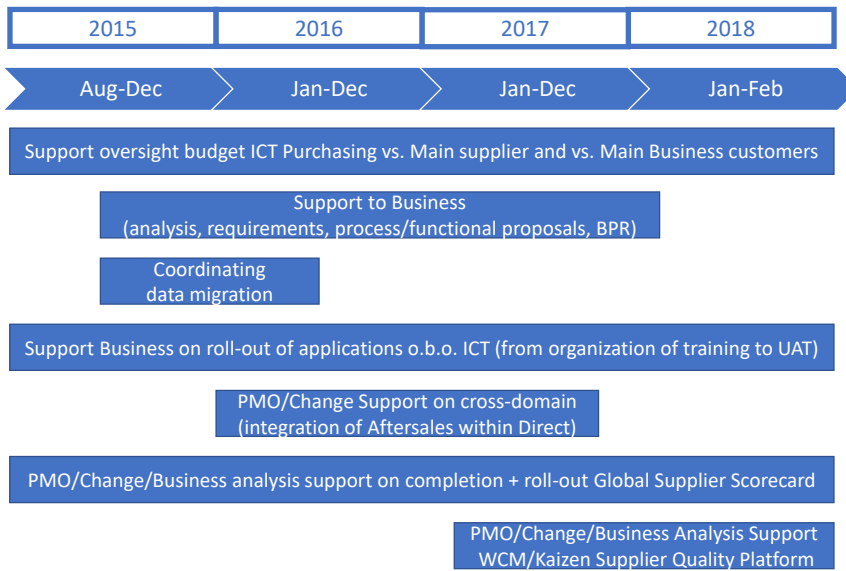 2015 2016 2017 2018
Aug-Dec Jan-Dec Jan-Dec Jan-Feb
Support oversight budget ICT Purchasing vs. Main supplier and vs. Main Business customers
Support to Business
(analysis, requirements, process/functional proposals, BPR)
Coordinating
data migration
Support Business on roll-out of applications o.b.o. ICT (from organization of training to UAT)
PMO/Change Support on cross-domain
(integration of Aftersales within Direct)
PMO/Change/Business analysis support on completion + roll-out Global Supplier Scorecard
PMO/Change/Business Analysis Support
WCM/Kaizen Supplier Quality Platform